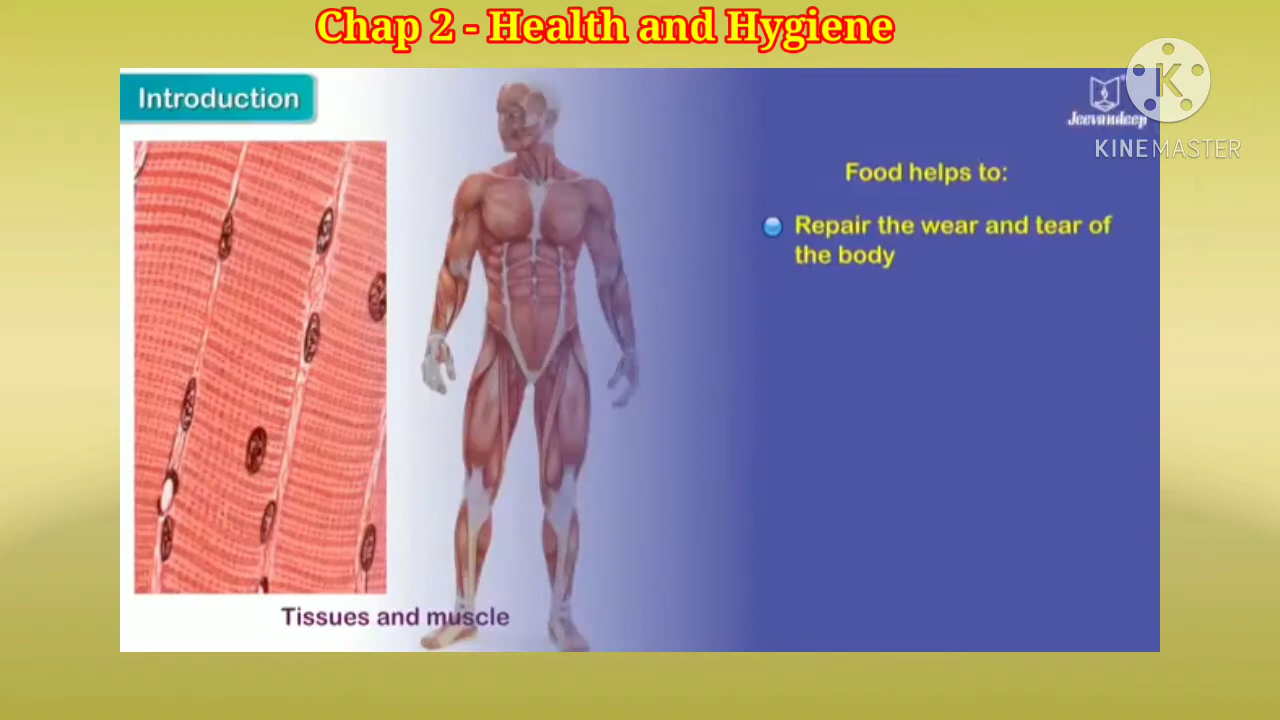 Chap 2 - Health and Hygiene
Introduction
Jeevandeep
KINEMASTER
Food helps to:
Repair the wear and tear of
the body
Tissues and muscle